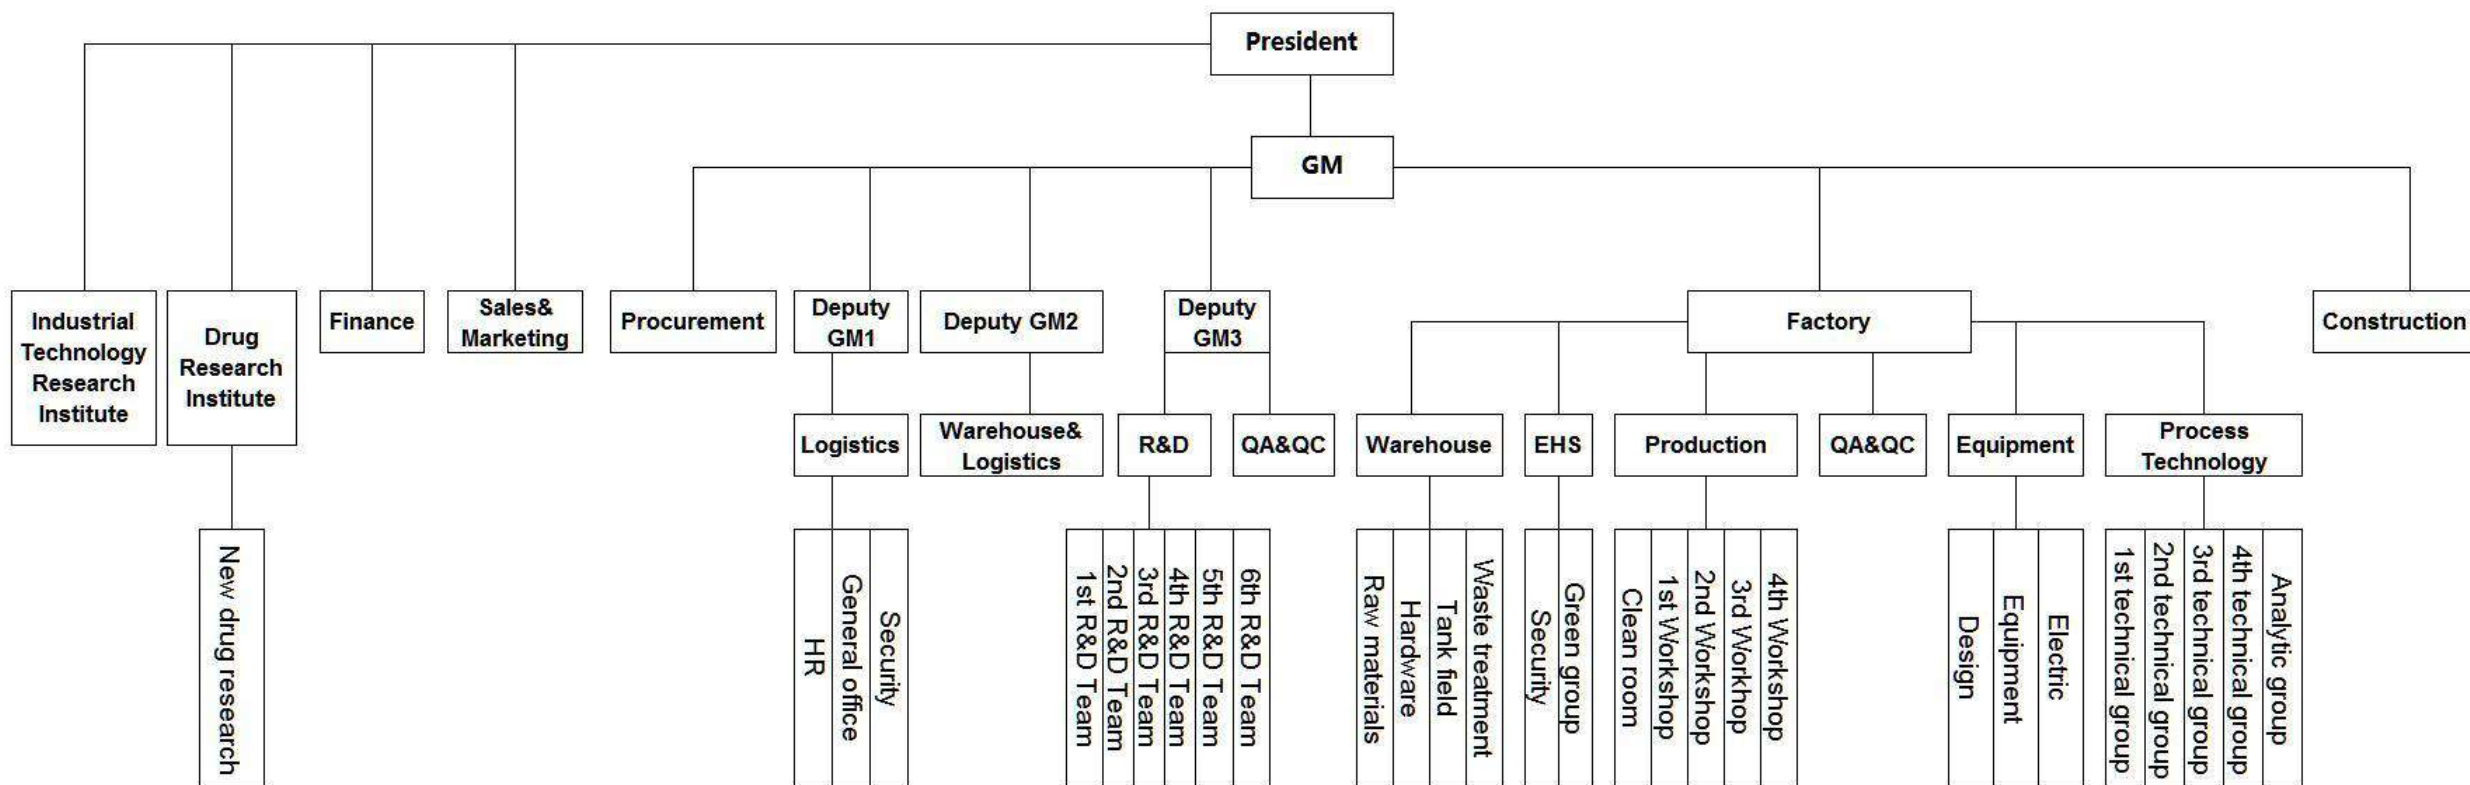 President
GM
Industrial
Technology
Research
Institute
Drug
Research
Institute
Finance
Sales&
Marketing
Procurement
Deputy
GM1
Deputy GM2
Deputy
GM3
Factory
Construction
Logistics
Warehouse&
Logistics
R&D
QA&QC
Warehouse
EHS
Production
QA&QC
Equipment
Process
Technology
New drug research
HR
General office
Security
1st R&D Team
2nd R&D Team
3rd R&D Team
4th R&D Team
5th R&D Team
6th R&D Team
Raw materials
Hardware
Tank field
Waste treatment
Security
Green group
Clean room
1st Workshop
2nd Workshop
3rd Workhop
4th Workshop
Design
Equipment
Electric
1st technical group
2nd technical group
3rd technical group
4th technical group
Analytic group